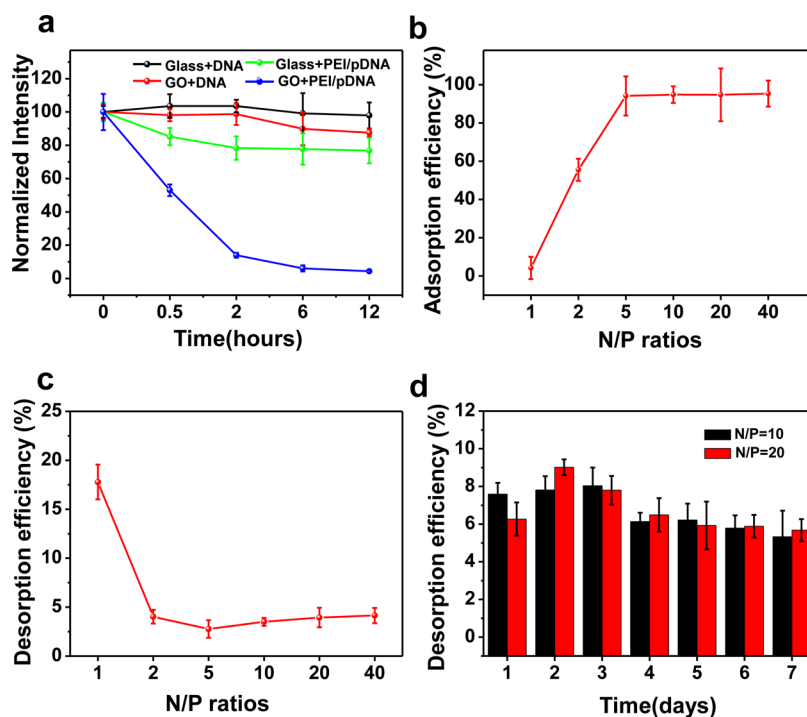 a
Normalized Intensity
120
100
80
60
40
20
0
Glass+DNA
Glass+PEI/pDNA
GO+DNA
GO+PEI/pDNA
0 0.5 2 6 12
Time(hours)
b
Adsorption efficiency (%)
100
80
60
40
20
0
1 2 5 10 20 40
N/P ratios
c
Desorption efficiency (%)
25
20
15
10
5
0
1 2 5 10 20 40
N/P ratios
d
Desorption efficiency (%)
12
10
8
6
4
2
0
N/P=10
N/P=20
1 2 3 4 5 6 7
Time(days)